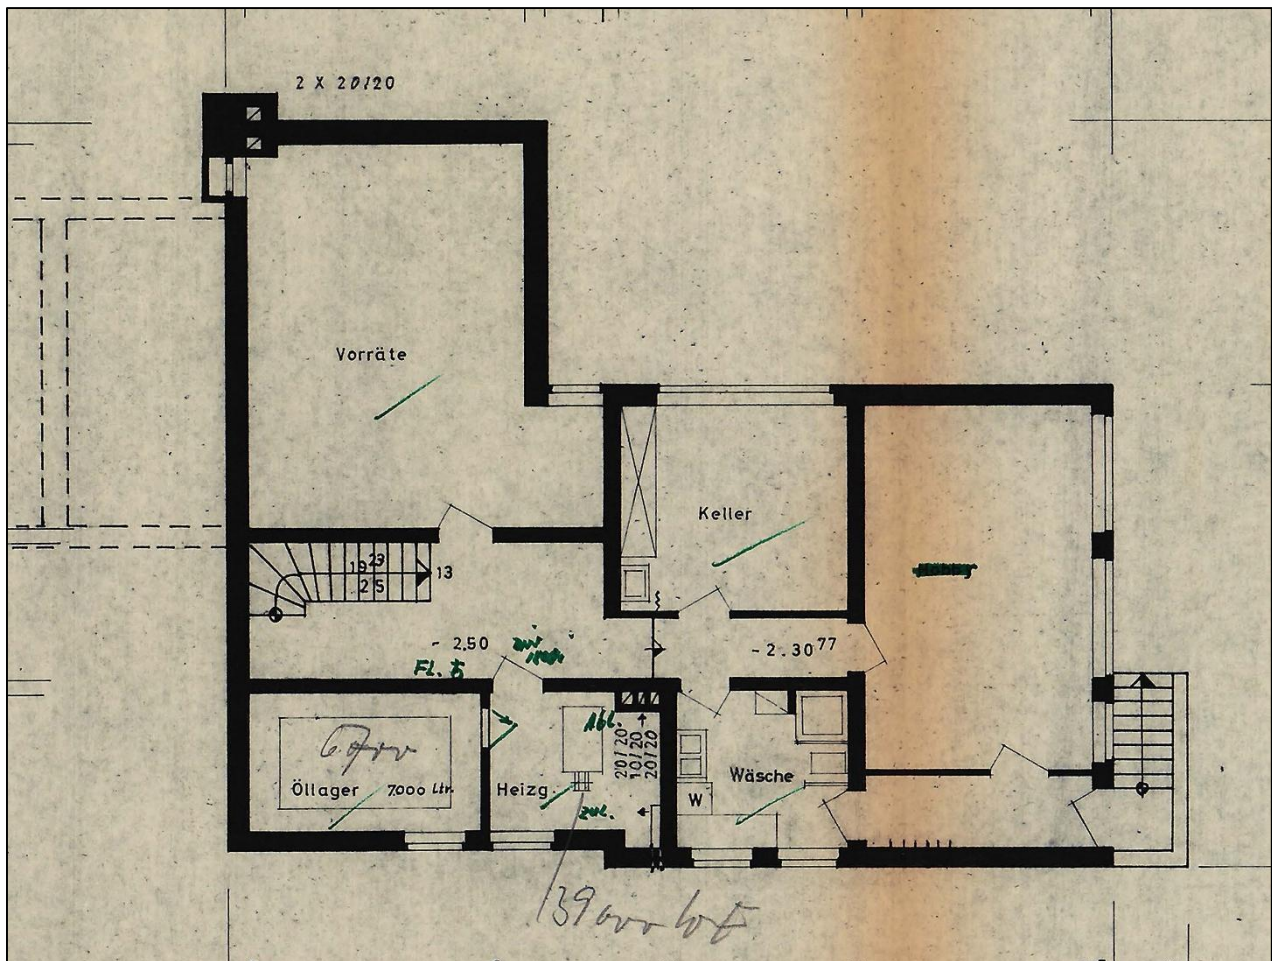 2 X 20/20
Vorräte
Keller
19 23
25
13
- 2,50
FL. ħ
- 2.30 77
Abl.
20/20
10/20
20/20
6700
Öllager 7000 Ltr.
Heizg.
zul.
Wäsche
W